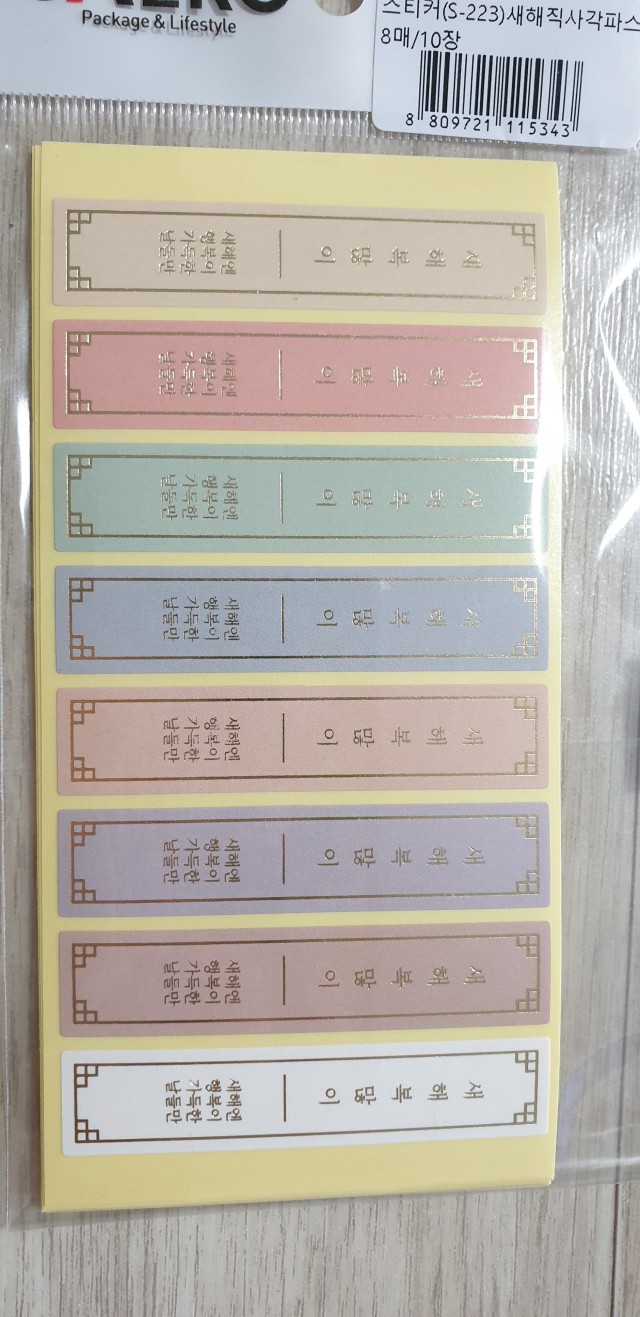 Package & Lifestyle
스티커(S-223)새해직사각파스
8매/10장
8 809721 115343
새해복많이
새해엔
행복이
가득한
날들만
새해복많이
새해엔
행복이
가득한
날들만
새해복많이
새해엔
행복이
가득한
날들만
새해복많이
새해엔
행복이
가득한
날들만
새해복많이
새해엔
행복이
가득한
날들만
새해복많이
새해엔
행복이
가득한
날들만
새해복많이
새해엔
행복이
가득한
날들만
새해복많이
새해엔
행복이
가득한
날들만